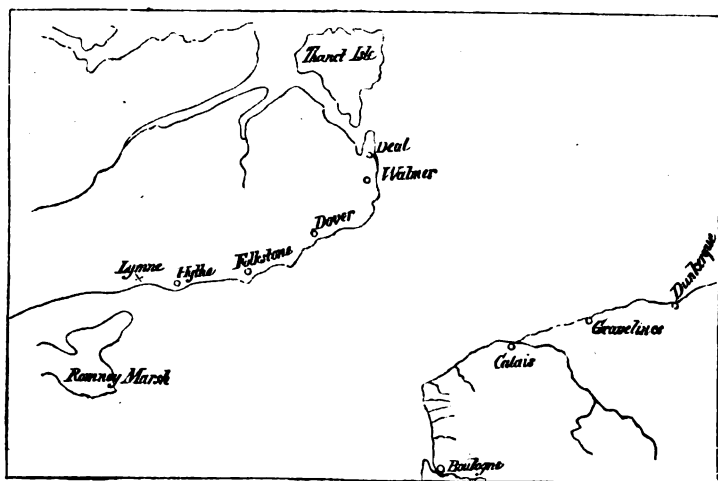 Thanet Isle
Deal
Walmer
Dover
Folkstone
Lymne
Hythe
Dunkerque
Gravelines
Calais
Romney Marsh
Boulogne